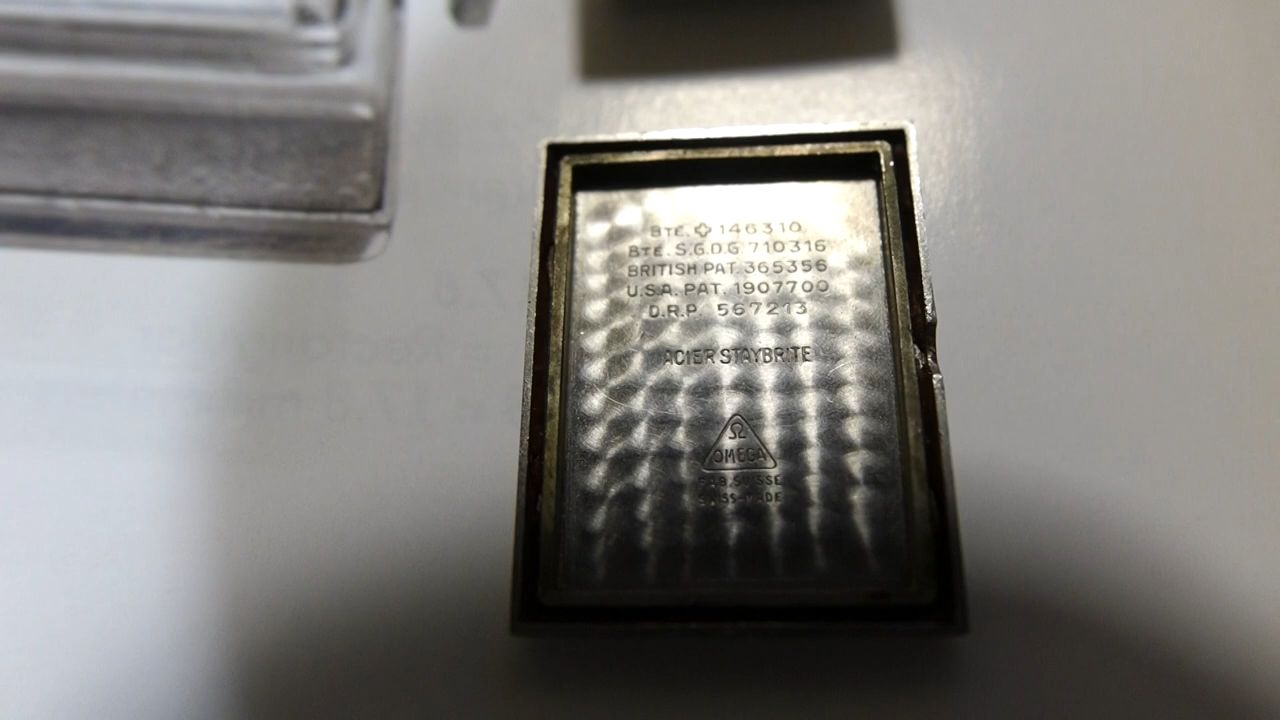 BTE. ✚ 146310
BTE. S.G.D.G. 710316
BRITISH PAT. 365356
U.S.A. PAT. 1907700
D.R.P. 567213
ACIER STAYBRITE
Ω
OMEGA
FAB. SUISSE
SWISS-MADE